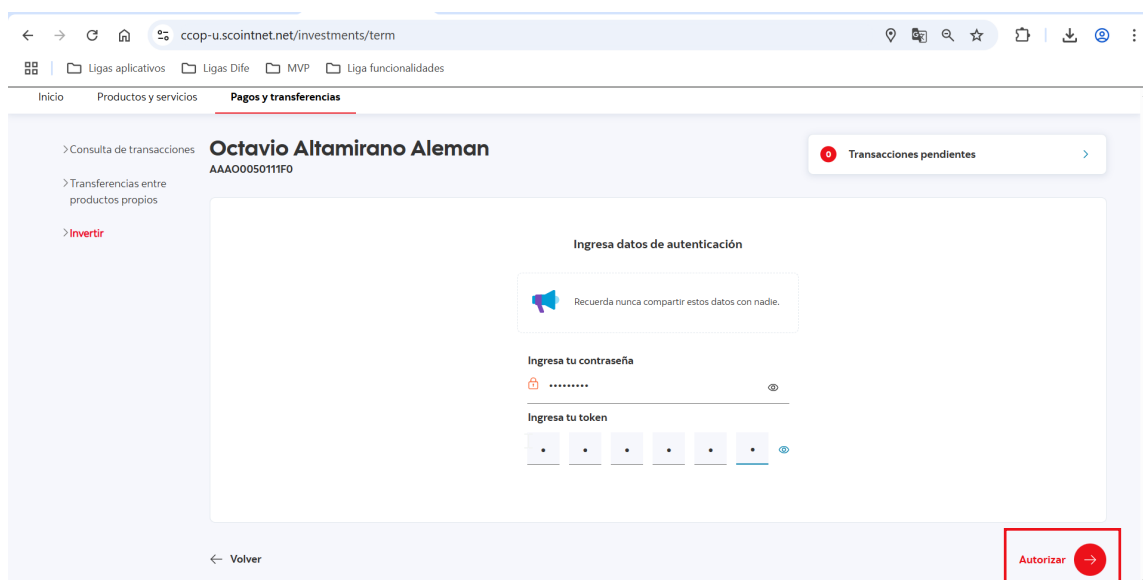 ccop-u.scointnet.net/investments/term
Ligas aplicativos Ligas Dife MVP Liga funcionalidades
Inicio Productos y servicios Pagos y transferencias
Consulta de transacciones
Transferencias entre
productos propios
Invertir
Octavio Altamirano Aleman
AAAO0050111F0
0 Transacciones pendientes
Ingresa datos de autenticación
Recuerda nunca compartir estos datos con nadie.
Ingresa tu contraseña
•••••••••
Ingresa tu token
• • • • • •
Volver
Autorizar